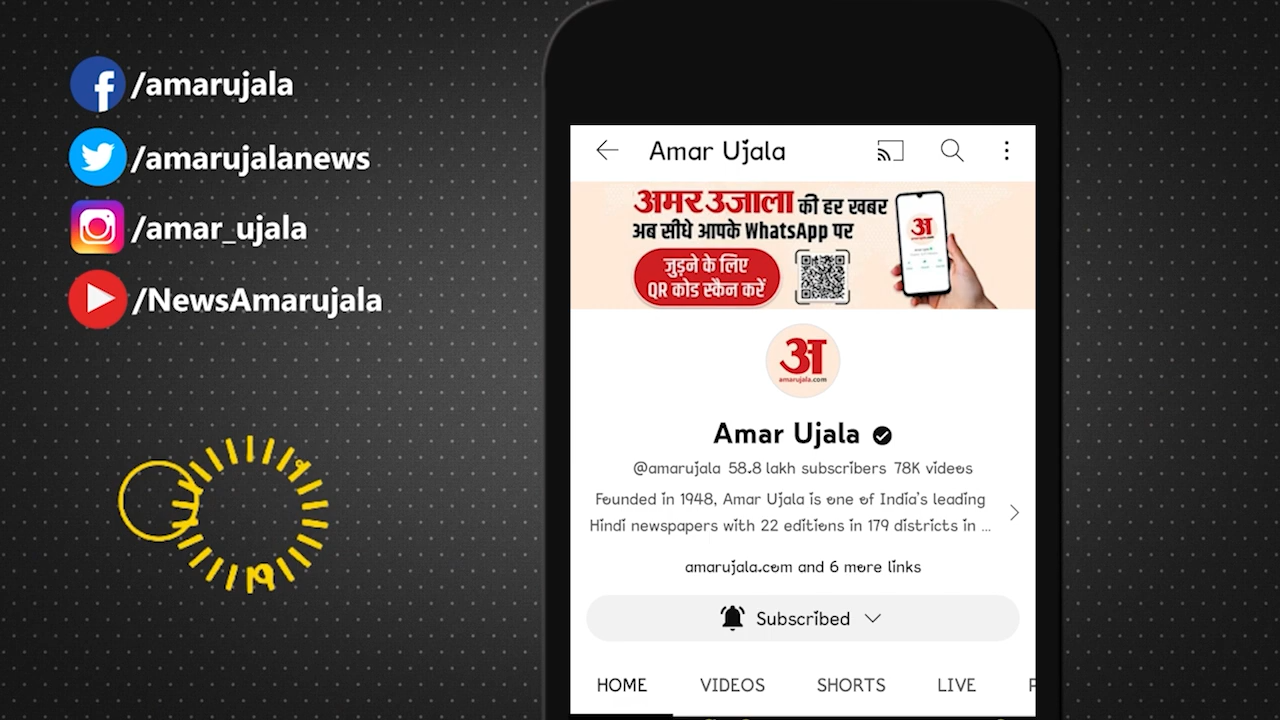 /amarujala
/amarujalanews
/amar_ujala
/NewsAmarujala
Amar Ujala
अमर उजाला की हर खबर
अब सीधे आपके WhatsApp पर
जुड़ने के लिए
QR कोड स्कैन करें
अ
अ
amarujala.com
Amar Ujala
@amarujala 58.8 lakh subscribers 78K videos
Founded in 1948, Amar Ujala is one of India's leading
Hindi newspapers with 22 editions in 179 districts in ...
amarujala.com and 6 more links
Subscribed
HOME VIDEOS SHORTS LIVE